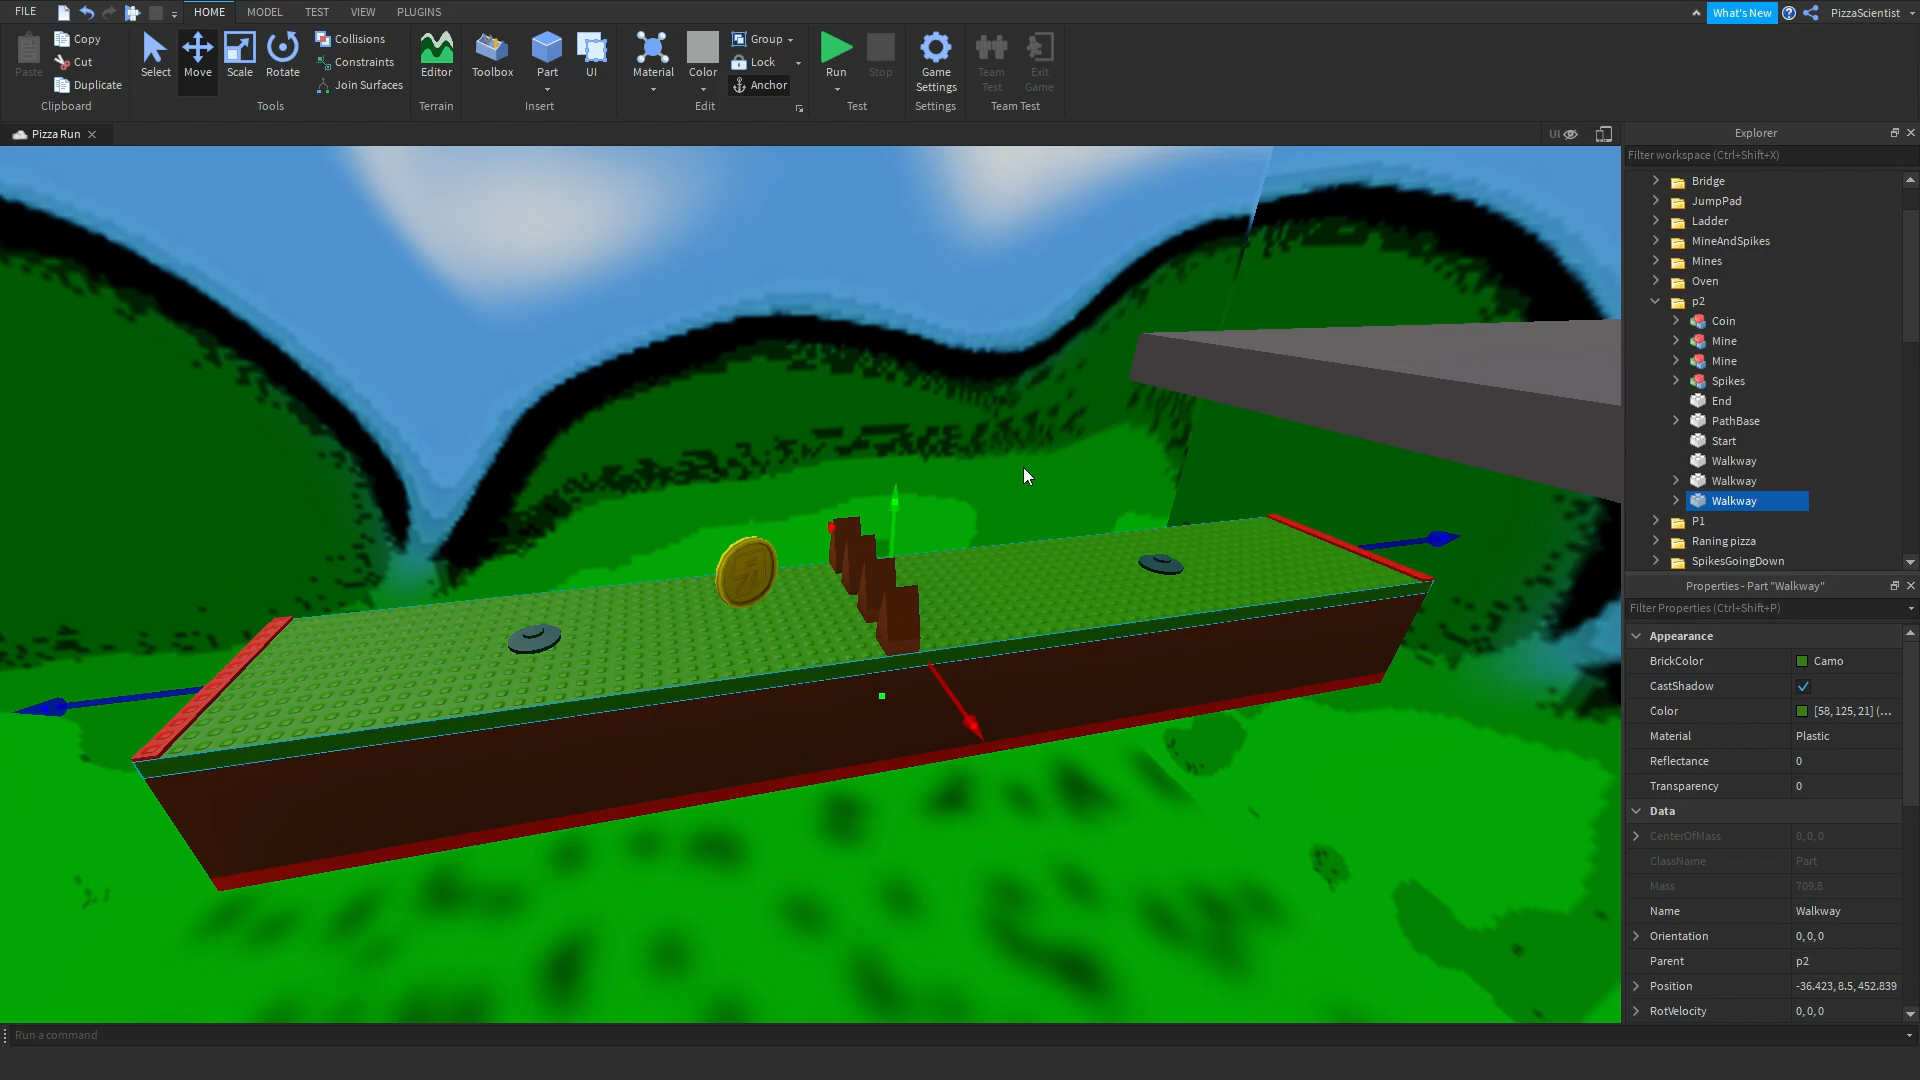 FILE HOME MODEL TEST VIEW PLUGINS What's New PizzaScientist
Paste Copy Cut Duplicate Clipboard
Select Move Scale Rotate Collisions Constraints Join Surfaces Tools
Editor Terrain
Toolbox Part UI Insert
Material Color Group Lock Anchor Edit
Run Stop Test
Game Settings Settings
Team Test Exit Game Team Test
Pizza Run UI
Explorer
Filter workspace (Ctrl+Shift+X)
Bridge
JumpPad
Ladder
MineAndSpikes
Mines
Oven
p2
Coin
Mine
Mine
Spikes
End
PathBase
Start
Walkway
Walkway
Walkway
P1
Raning pizza
SpikesGoingDown
Properties - Part "Walkway"
Filter Properties (Ctrl+Shift+P)
Appearance
BrickColor Camo
CastShadow
Color [58, 125, 21] (...
Material Plastic
Reflectance 0
Transparency 0
Data
CenterOfMass 0, 0, 0
ClassName Part
Mass 709.8
Name Walkway
Orientation 0, 0, 0
Parent p2
Position -36.423, 8.5, 452.839
RotVelocity 0, 0, 0
Run a command